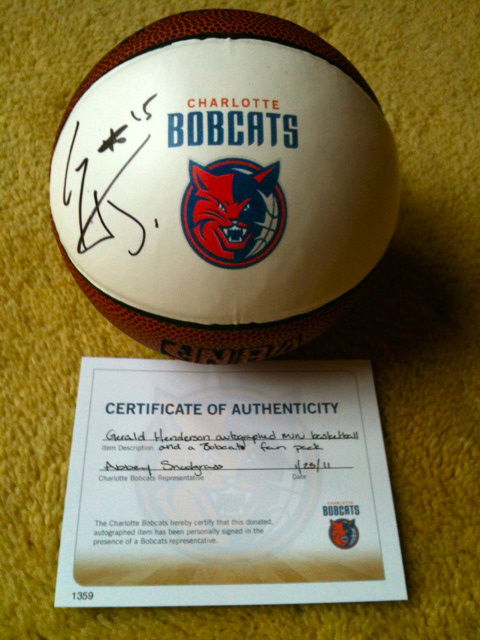 #15
CHARLOTTE
BOBCATS
NBA
CERTIFICATE OF AUTHENTICITY
Gerald Henderson autographed mini basketball
Item Description and a Bobcats fan pack
Abbey Snodgrass 1/25/11
Charlotte Bobcats Representative Date
The Charlotte Bobcats hereby certify that this donated,
autographed item has been personally signed in the
presence of a Bobcats representative.
CHARLOTTE
BOBCATS
1359